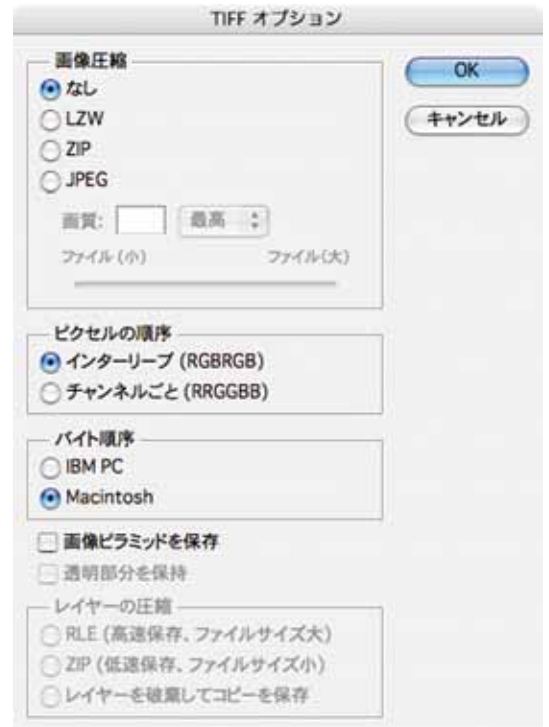 TIFF オプション
画像圧縮
なし
LZW
ZIP
JPEG
画質:
最高
ファイル (小)
ファイル(大)
OK
キャンセル
ピクセルの順序
インターリーブ (RGBRGB)
チャンネルごと (RRGGBB)
バイト順序
IBM PC
Macintosh
画像ピラミッドを保存
透明部分を保持
レイヤーの圧縮
RLE (高速保存、ファイルサイズ大)
ZIP (低速保存、ファイルサイズ小)
レイヤーを破棄してコピーを保存